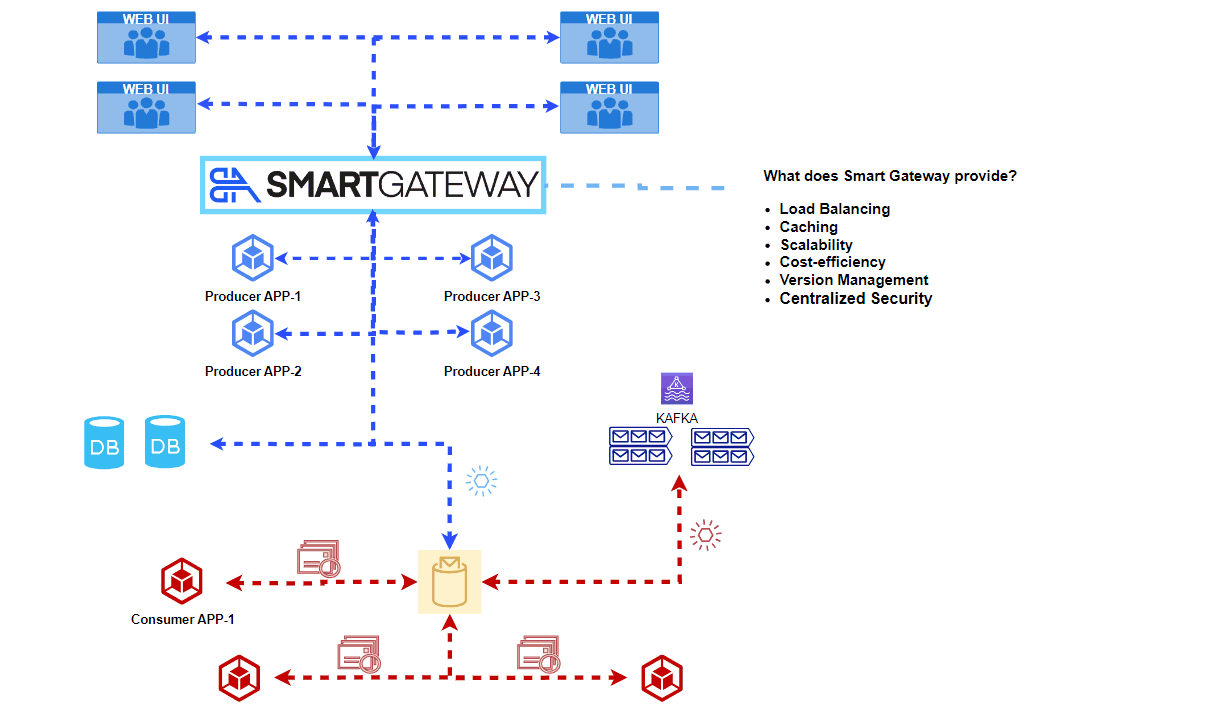 WEB UI
WEB UI
WEB UI
WEB UI
SMARTGATEWAY
What does Smart Gateway provide?
• Load Balancing
• Caching
• Scalability
• Cost-efficiency
• Version Management
• Centralized Security
Producer APP-1
Producer APP-3
Producer APP-2
Producer APP-4
K
KAFKA
DB
DB
Consumer APP-1